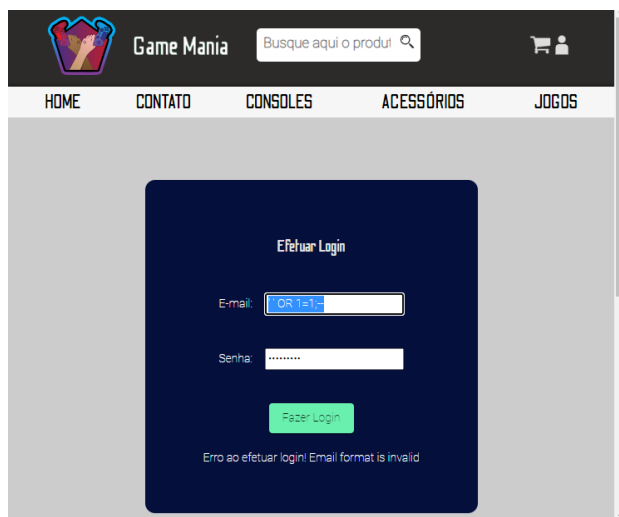 Game Mania
Busque aqui o produt
HOME CONTATO CONSOLES ACESSÓRIOS JOGOS
Efetuar Login
E-mail: '' OR 1=1;--
Senha: •••••••••
Fazer Login
Erro ao efetuar login! Email format is invalid